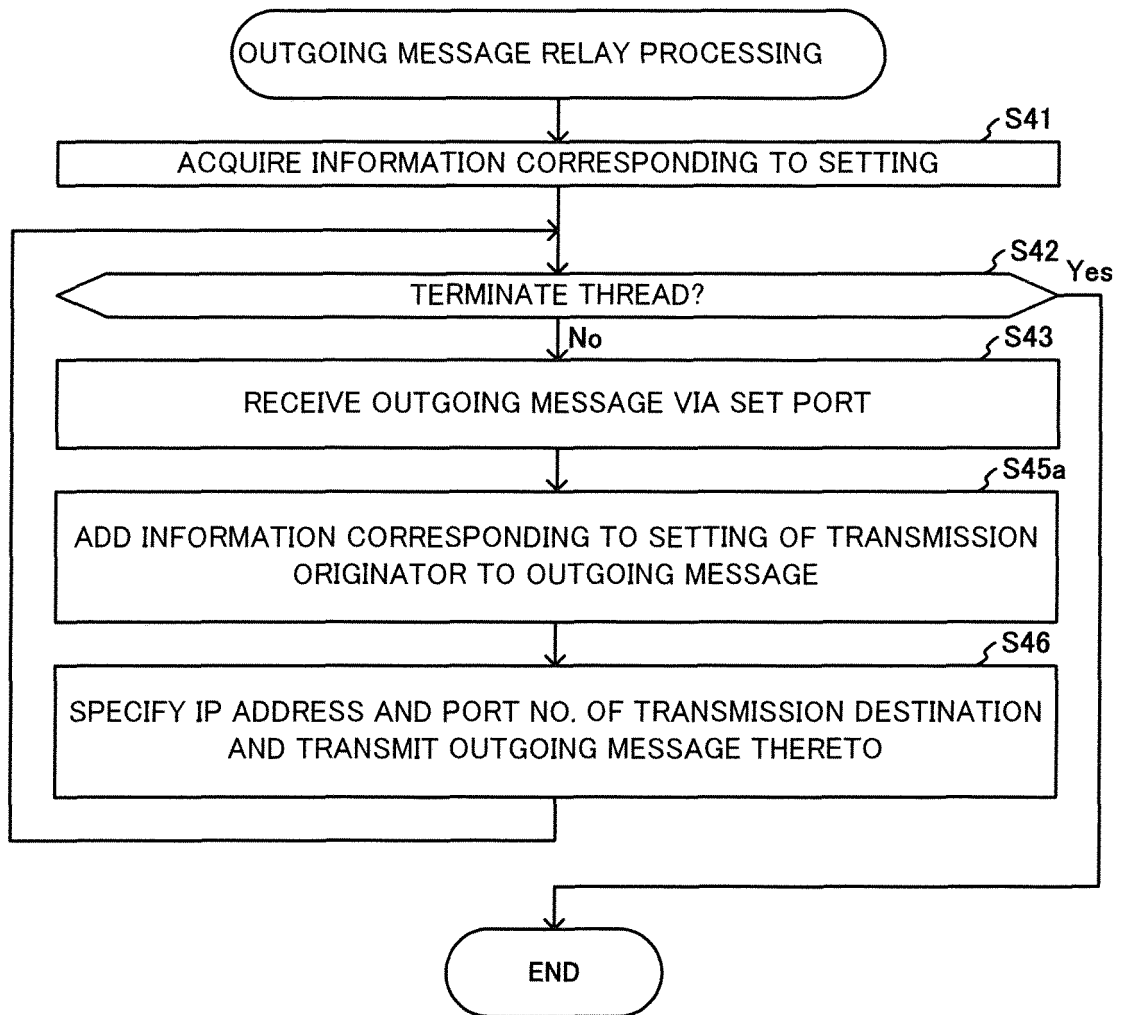 OUTGOING MESSAGE RELAY PROCESSING
S41
ACQUIRE INFORMATION CORRESPONDING TO SETTING
S42
Yes
TERMINATE THREAD?
No
S43
RECEIVE OUTGOING MESSAGE VIA SET PORT
S45a
ADD INFORMATION CORRESPONDING TO SETTING OF TRANSMISSION
ORIGINATOR TO OUTGOING MESSAGE
S46
SPECIFY IP ADDRESS AND PORT NO. OF TRANSMISSION DESTINATION
AND TRANSMIT OUTGOING MESSAGE THERETO
END